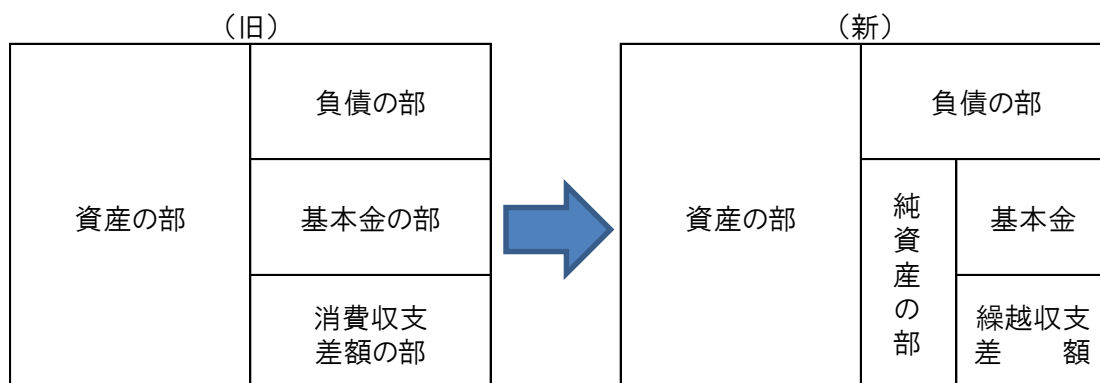 （旧）
資産の部
負債の部
基本金の部
消費収支
差額の部
（新）
資産の部
負債の部
純資産の部
基本金
繰越収支
差　　額